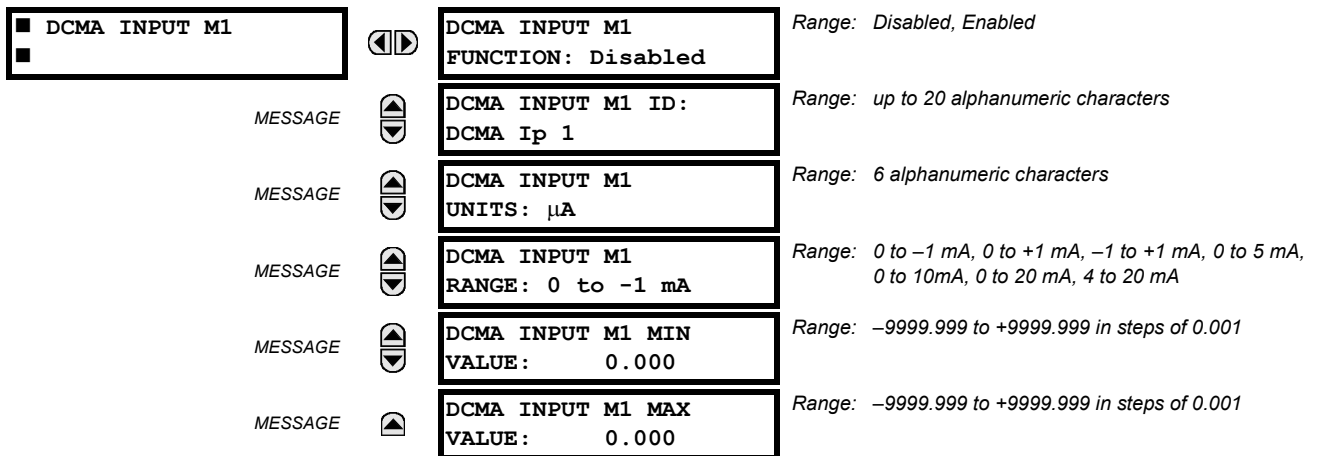 ■ DCMA INPUT M1
■
DCMA INPUT M1
FUNCTION: Disabled
Range: Disabled, Enabled
MESSAGE
DCMA INPUT M1 ID:
DCMA Ip 1
Range: up to 20 alphanumeric characters
MESSAGE
DCMA INPUT M1
UNITS: μA
Range: 6 alphanumeric characters
MESSAGE
DCMA INPUT M1
RANGE: 0 to -1 mA
Range: 0 to –1 mA, 0 to +1 mA, –1 to +1 mA, 0 to 5 mA,
0 to 10mA, 0 to 20 mA, 4 to 20 mA
MESSAGE
DCMA INPUT M1 MIN
VALUE: 0.000
Range: –9999.999 to +9999.999 in steps of 0.001
MESSAGE
DCMA INPUT M1 MAX
VALUE: 0.000
Range: –9999.999 to +9999.999 in steps of 0.001